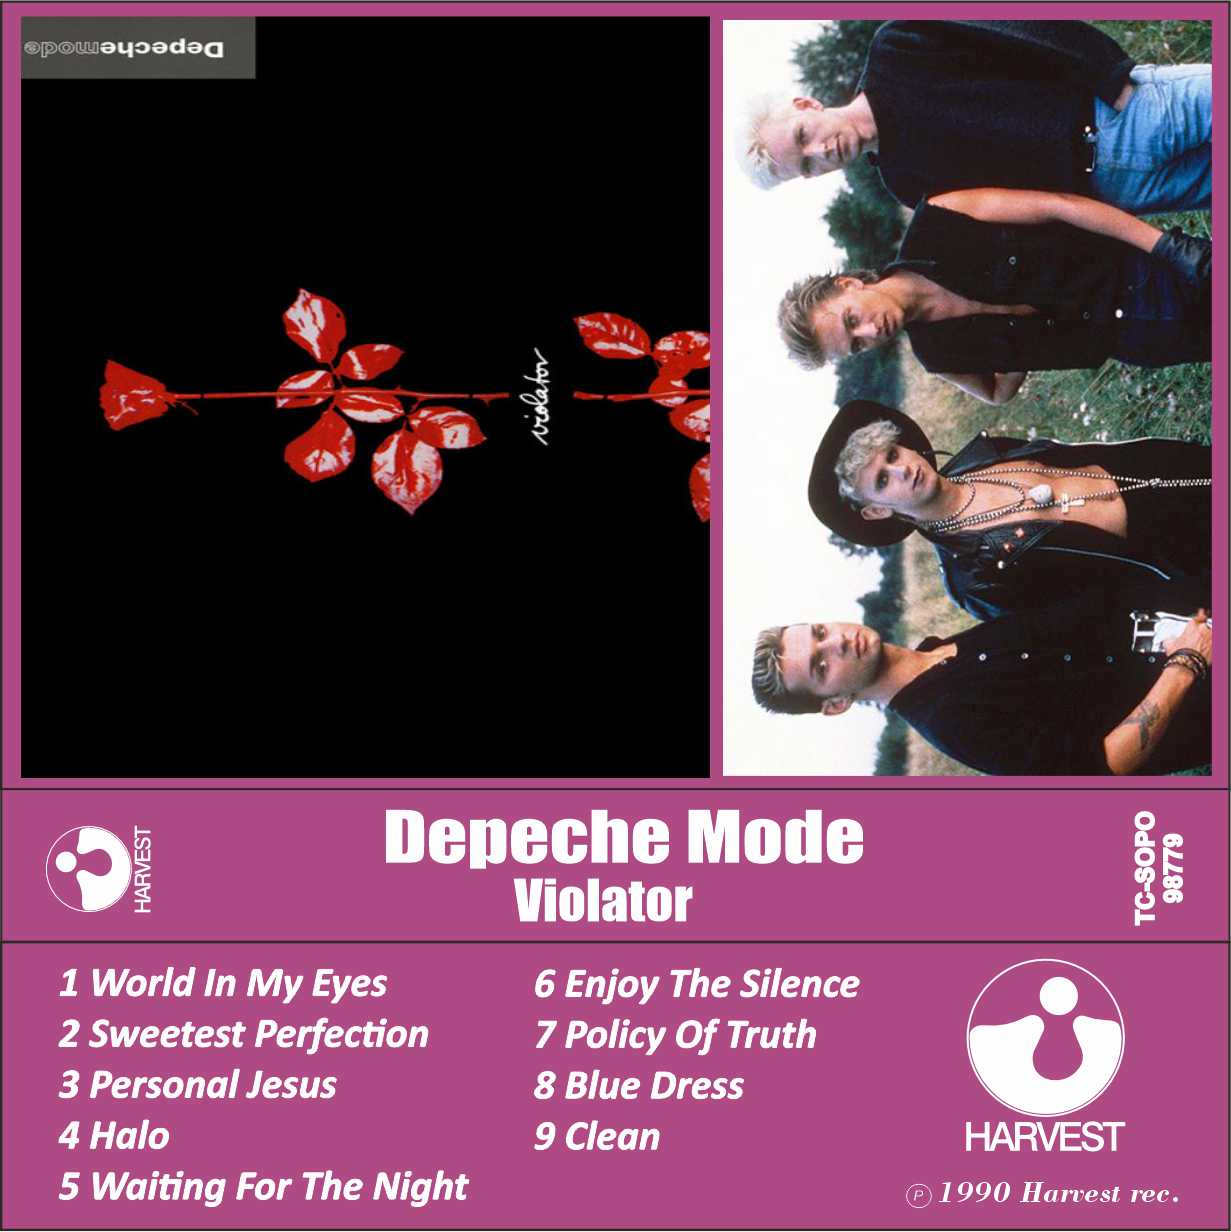 Depechemode
violator
HARVEST
Depeche Mode
Violator
TC-SOPO
98779
1 World In My Eyes
2 Sweetest Perfection
3 Personal Jesus
4 Halo
5 Waiting For The Night
6 Enjoy The Silence
7 Policy Of Truth
8 Blue Dress
9 Clean
HARVEST
Ⓟ 1990 Harvest rec.